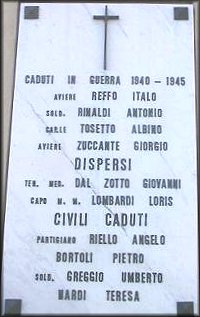 CADUTI IN GUERRA 1940-1945
AVIERE REFFO ITALO
SOLD. RINALDI ANTONIO
CAR.LE TOSETTO ALBINO
AVIERE ZUCCANTE GIORGIO
DISPERSI
TEN. MED. DAL ZOTTO GIOVANNI
CAPO M. M. LOMBARDI LORIS
CIVILI CADUTI
PARTIGIANO RIELLO ANGELO
BORTOLI PIETRO
SOLD. GREGGIO UMBERTO
NARDI TERESA